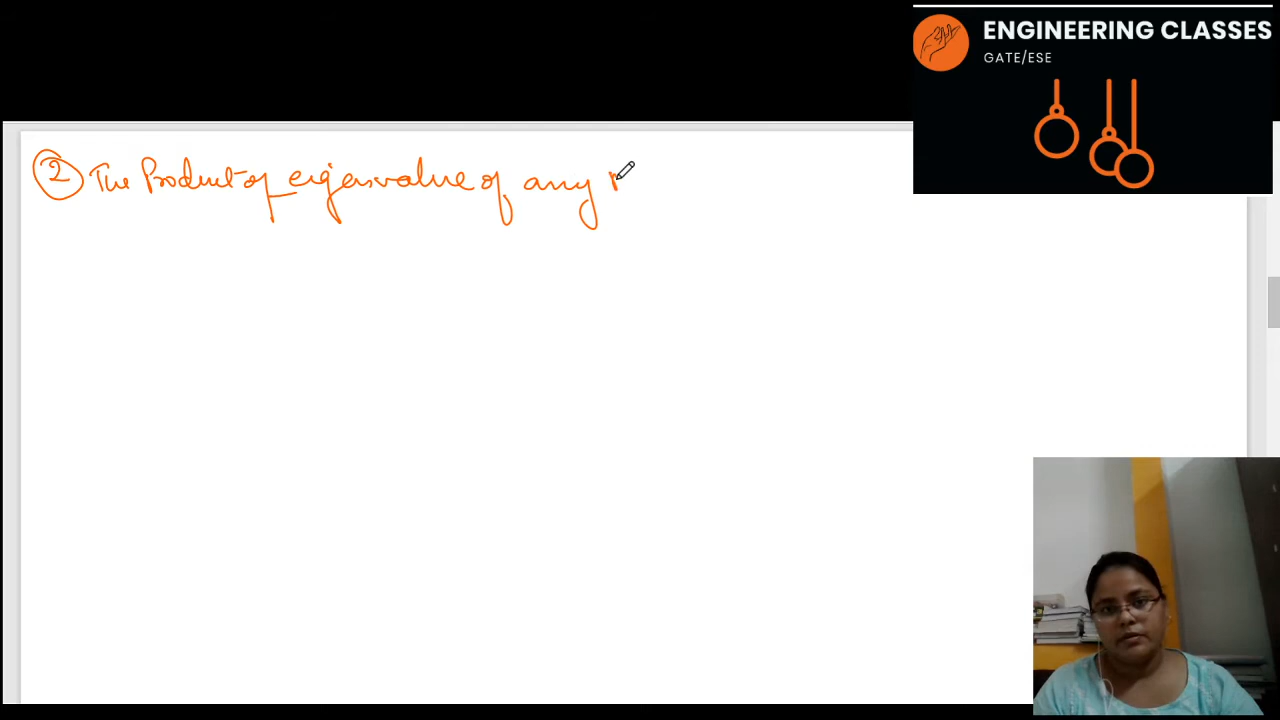 ENGINEERING CLASSES
GATE/ESE
② The Product of eigenvalue of any